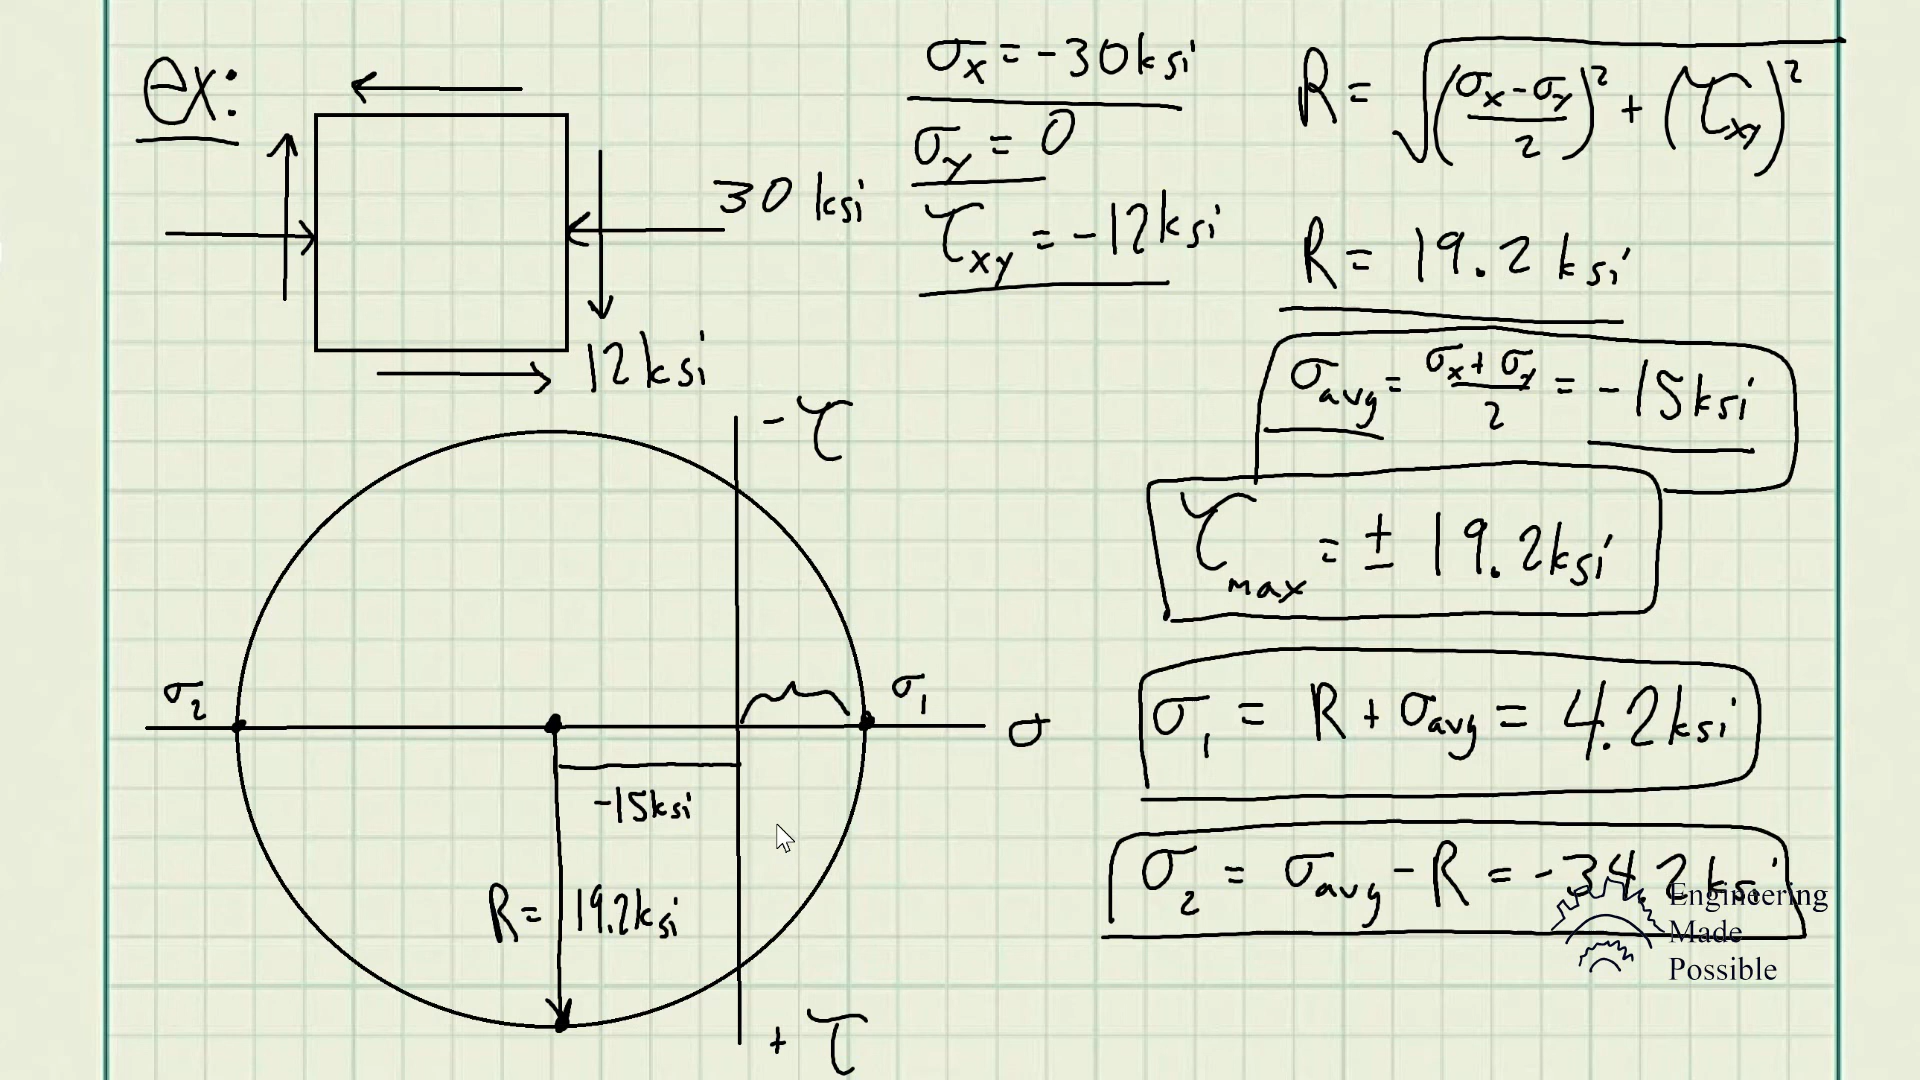 ex:
30 ksi
12 ksi
σx = -30 ksi
σy = 0
τxy = -12 ksi
R = √((σx - σy)/2)² + (τxy)²
R = 19.2 ksi
σavg = σx + σy / 2 = -15 ksi
τmax = ± 19.2 ksi
σ1 = R + σavg = 4.2 ksi
σ2 = σavg - R = -34.2 ksi
-τ
σ2
σ1
σ
-15 ksi
R = 19.2 ksi
+ τ
Engineering
Made
Possible